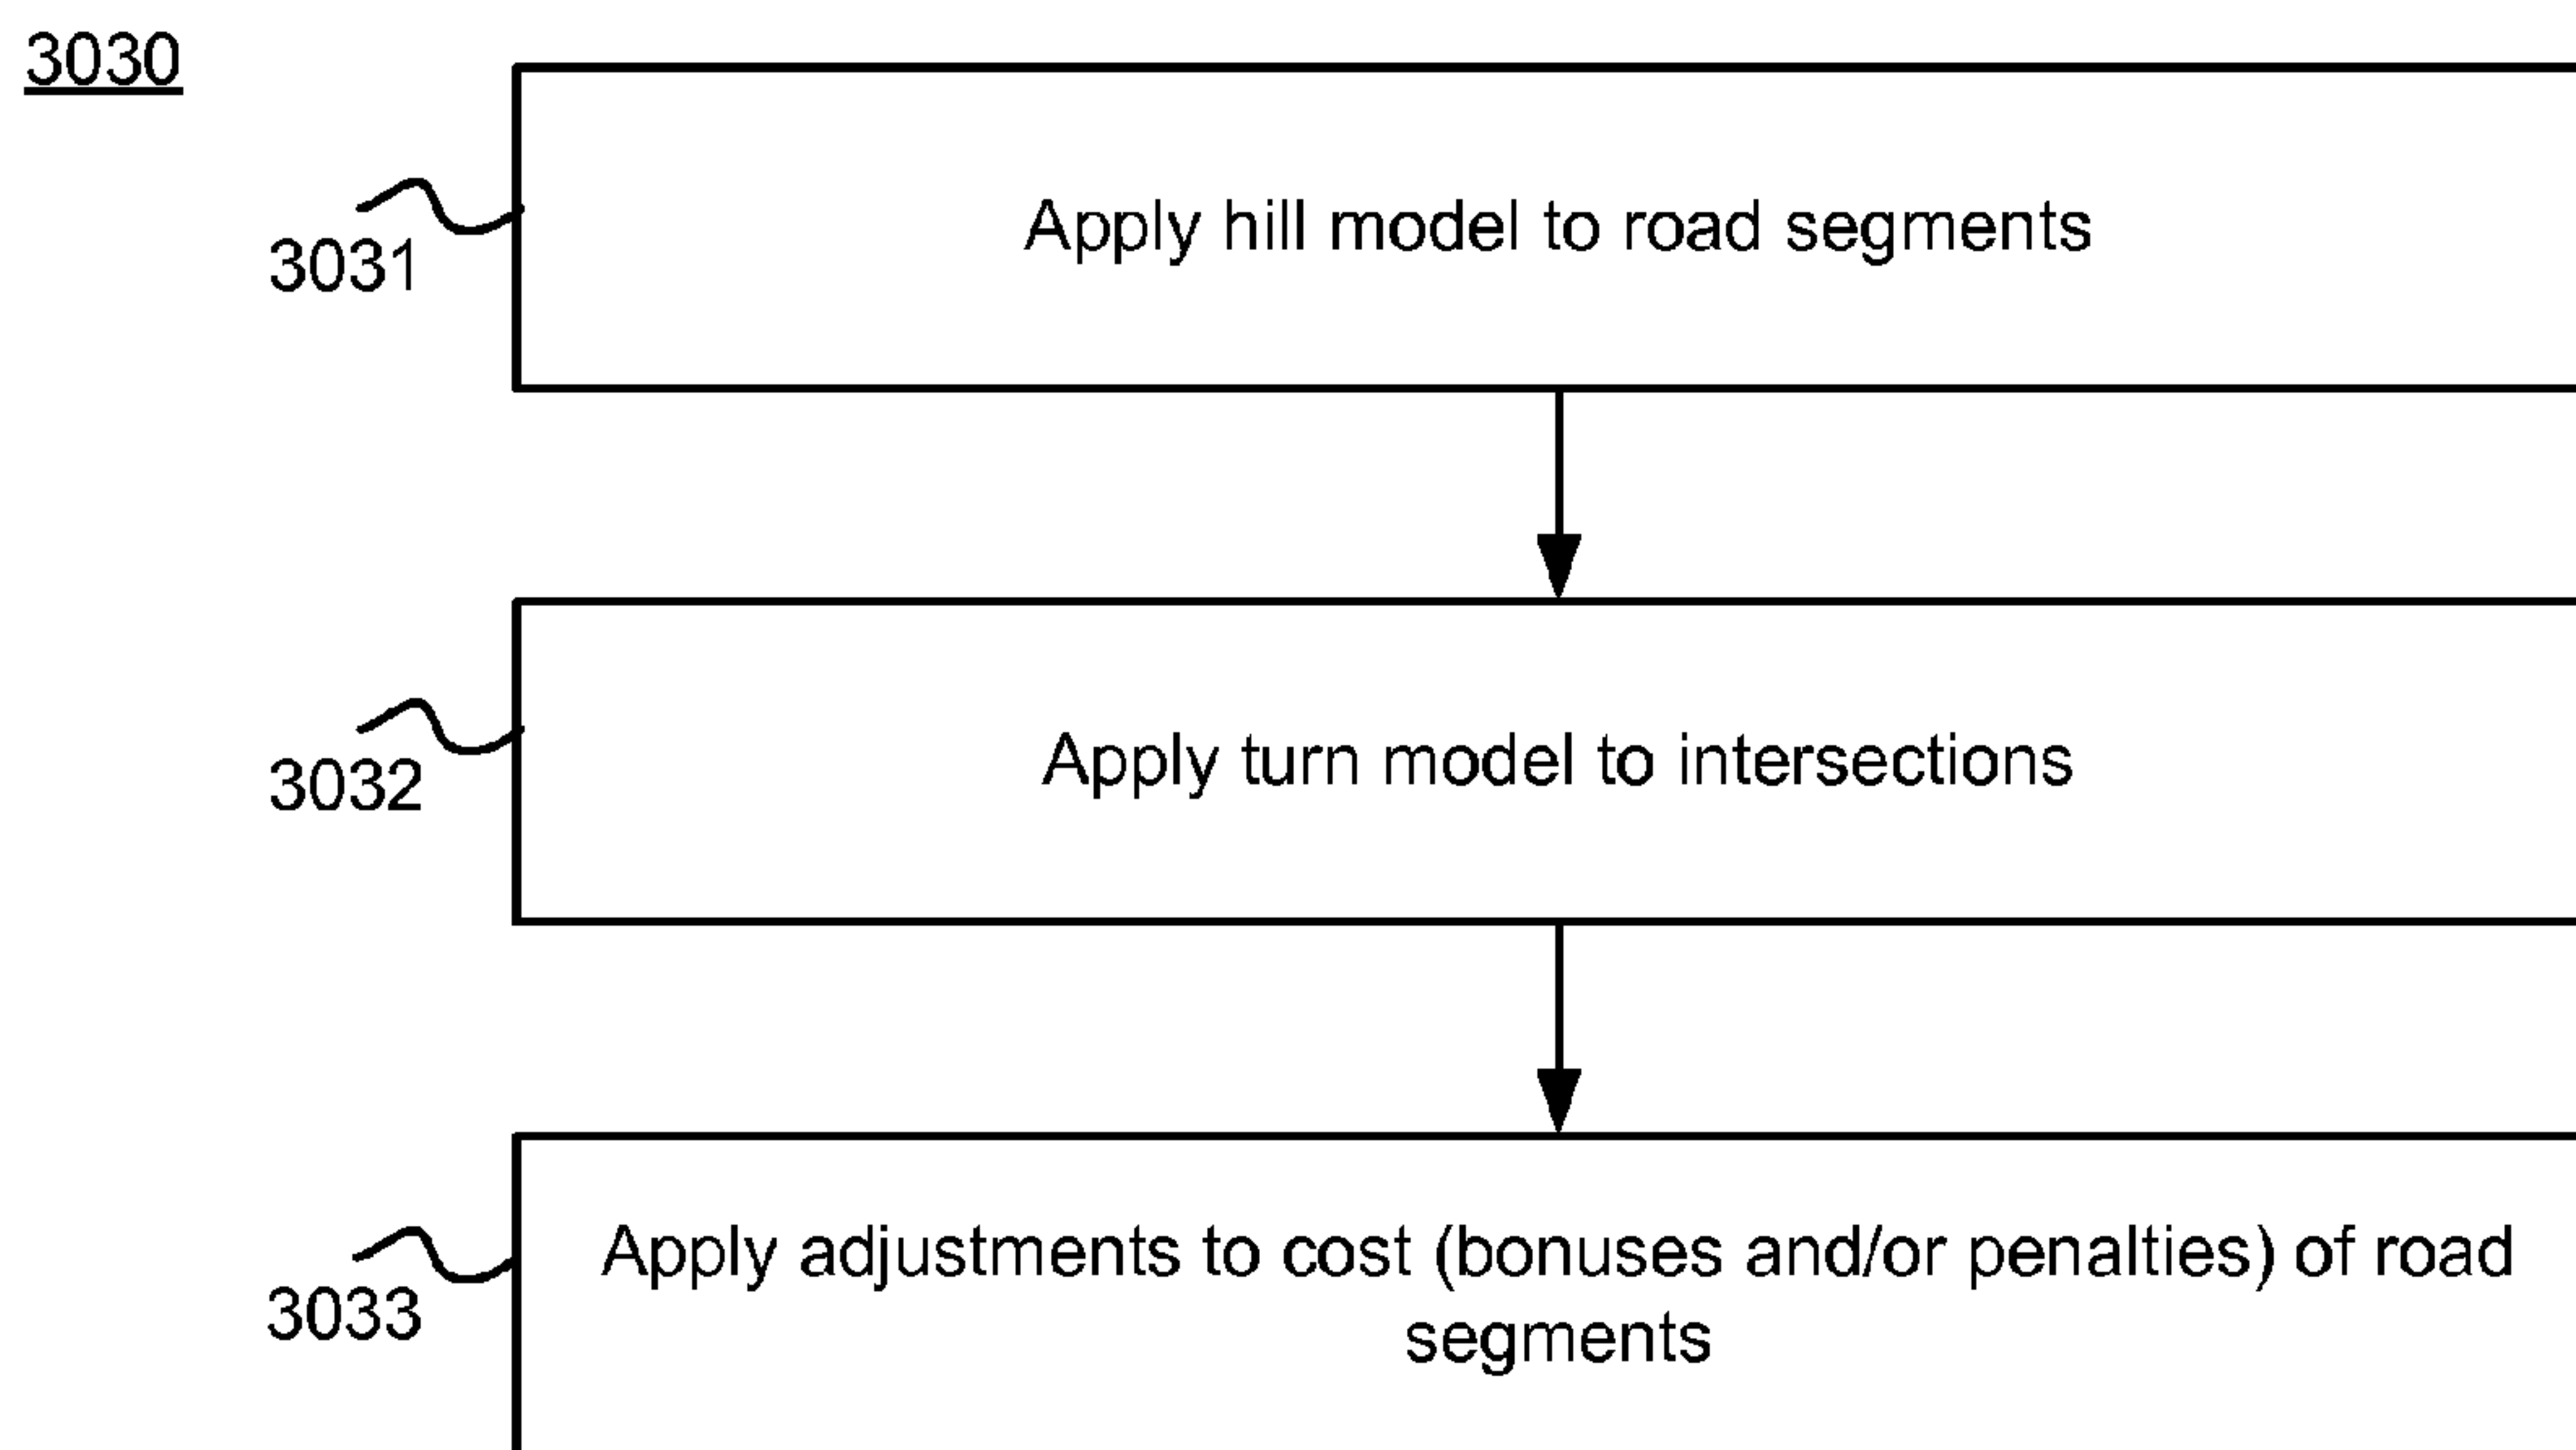 3030
Apply hill model to road segments
3031
Apply turn model to intersections
3032
Apply adjustments to cost (bonuses and/or penalties) of road
segments
3033